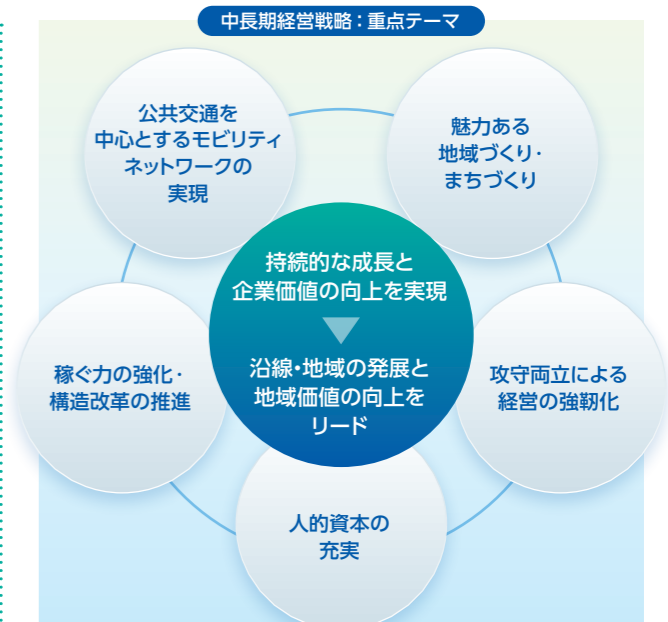 中長期経営戦略：重点テーマ
公共交通を
中心とするモビリティ
ネットワークの
実現
魅力ある
地域づくり・
まちづくり
持続的な成長と
企業価値の向上を実現
沿線・地域の発展と
地域価値の向上を
リード
稼ぐ力の強化・
構造改革の推進
攻守両立による
経営の強靭化
人的資本の
充実